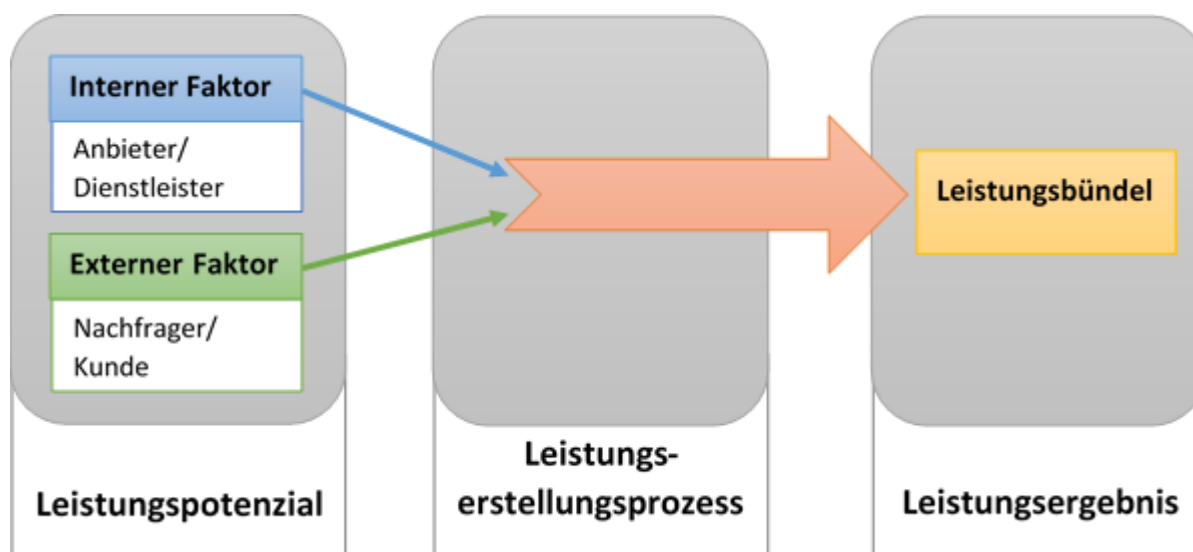 Interner Faktor
Anbieter/
Dienstleister
Externer Faktor
Nachfrager/
Kunde
Leistungsbündel
Leistungspotenzial
Leistungs-
erstellungsprozess
Leistungsergebnis